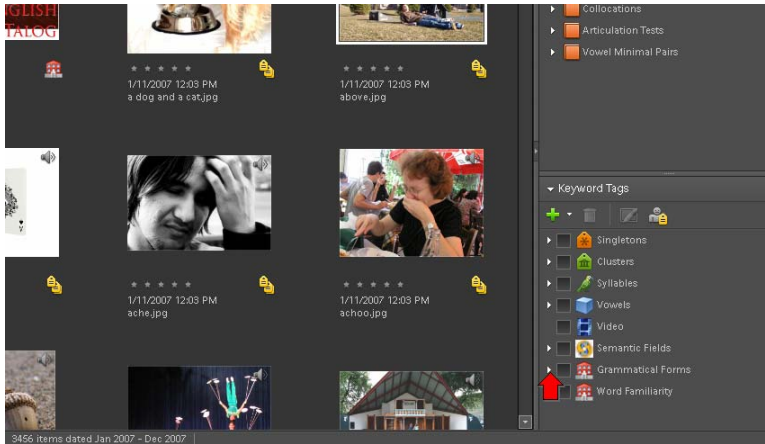 GLISH
TALOG
1/11/2007 12:03 PM
a dog and a cat.jpg
1/11/2007 12:03 PM
above.jpg
1/11/2007 12:03 PM
ache.jpg
1/11/2007 12:03 PM
achoo.jpg
3456 items dated Jan 2007 - Dec 2007
Collocations
Articulation Tests
Vowel Minimal Pairs
Keyword Tags
Singletons
Clusters
Syllables
Vowels
Video
Semantic Fields
Grammatical Forms
Word Familiarity